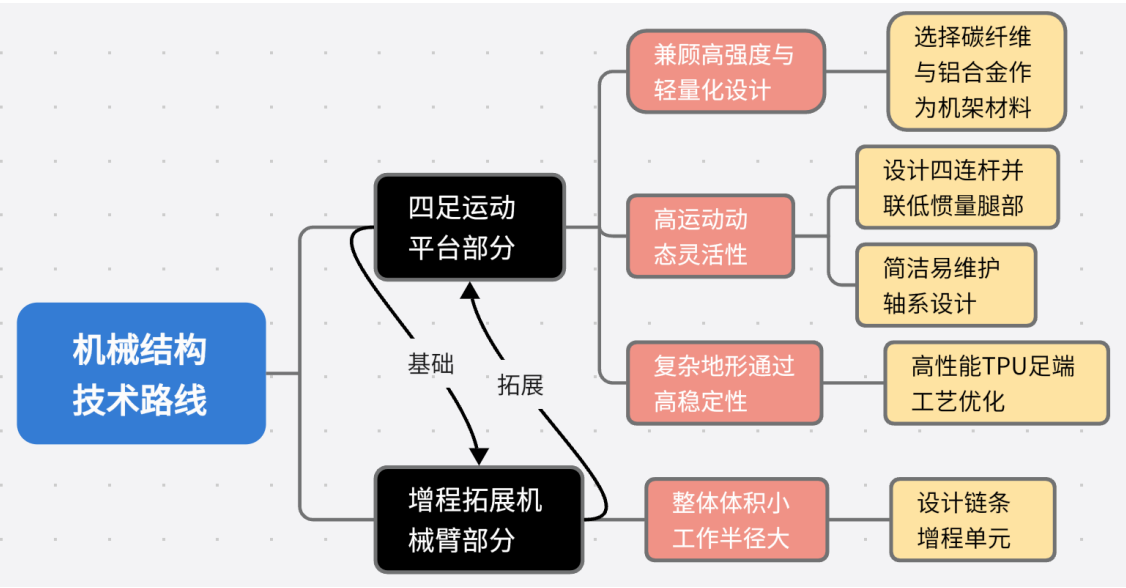 机械结构
技术路线
四足运动
平台部分
兼顾高强度与
轻量化设计
选择碳纤维
与铝合金作
为机架材料
高运动动
态灵活性
设计四连杆并
联低惯量腿部
简洁易维护
轴系设计
复杂地形通过
高稳定性
高性能TPU足端
工艺优化
基础
拓展
增程拓展机
械臂部分
整体体积小
工作半径大
设计链条
增程单元